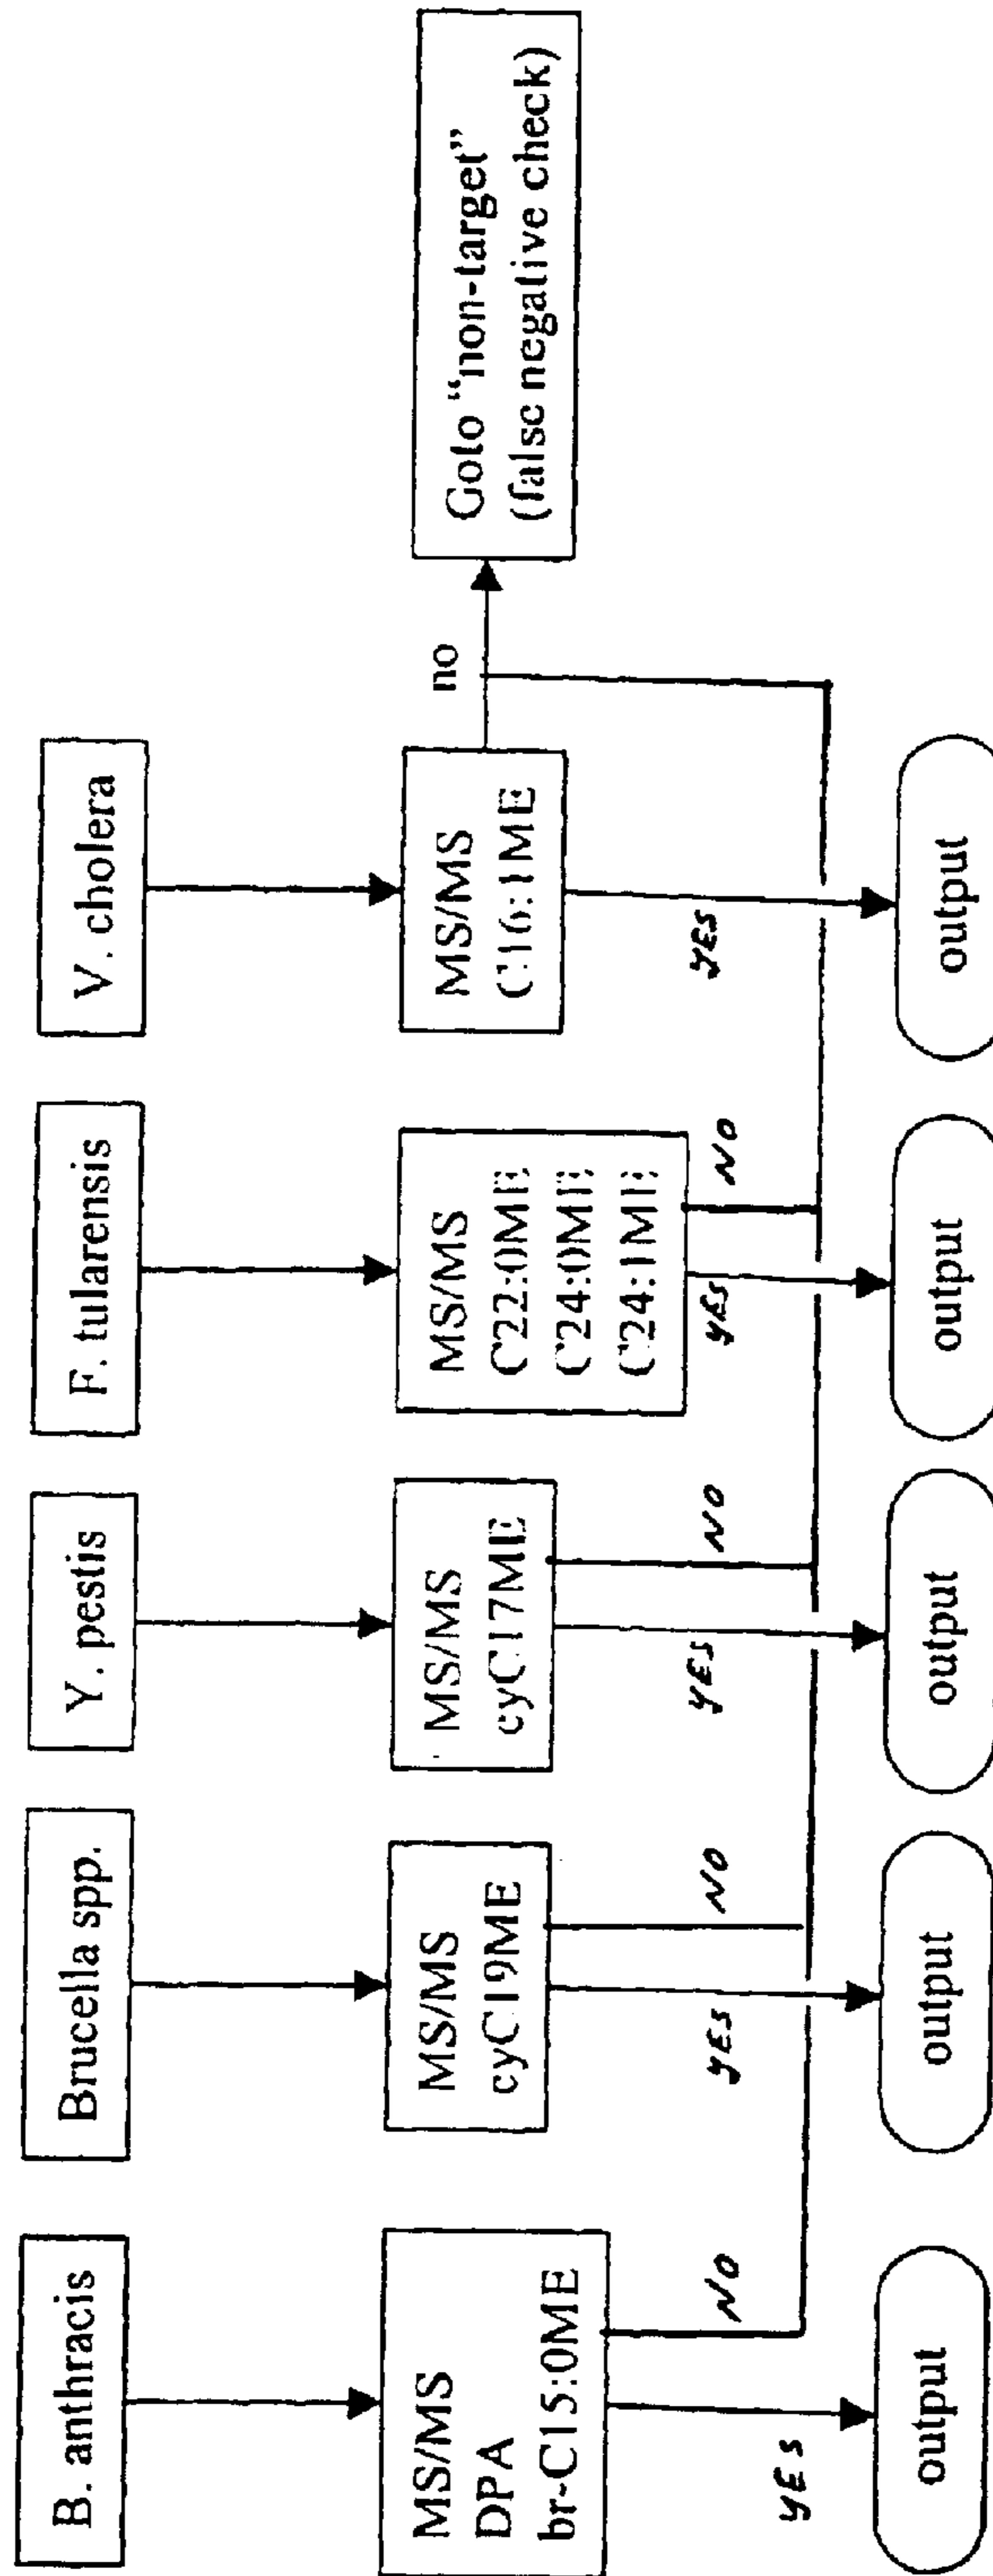 B. anthracis
Brucella spp.
Y. pestis
F. tularensis
V. cholera
MS/MS
DPA
br-C15:0ME
MS/MS
cyC19ME
MS/MS
cyC17ME
MS/MS
C22:0ME
C24:0ME
C24:1ME
MS/MS
C16:1ME
no
Goto “non-target”
(false negative check)
YES
NO
YES
NO
YES
NO
YES
NO
YES
output
output
output
output
output